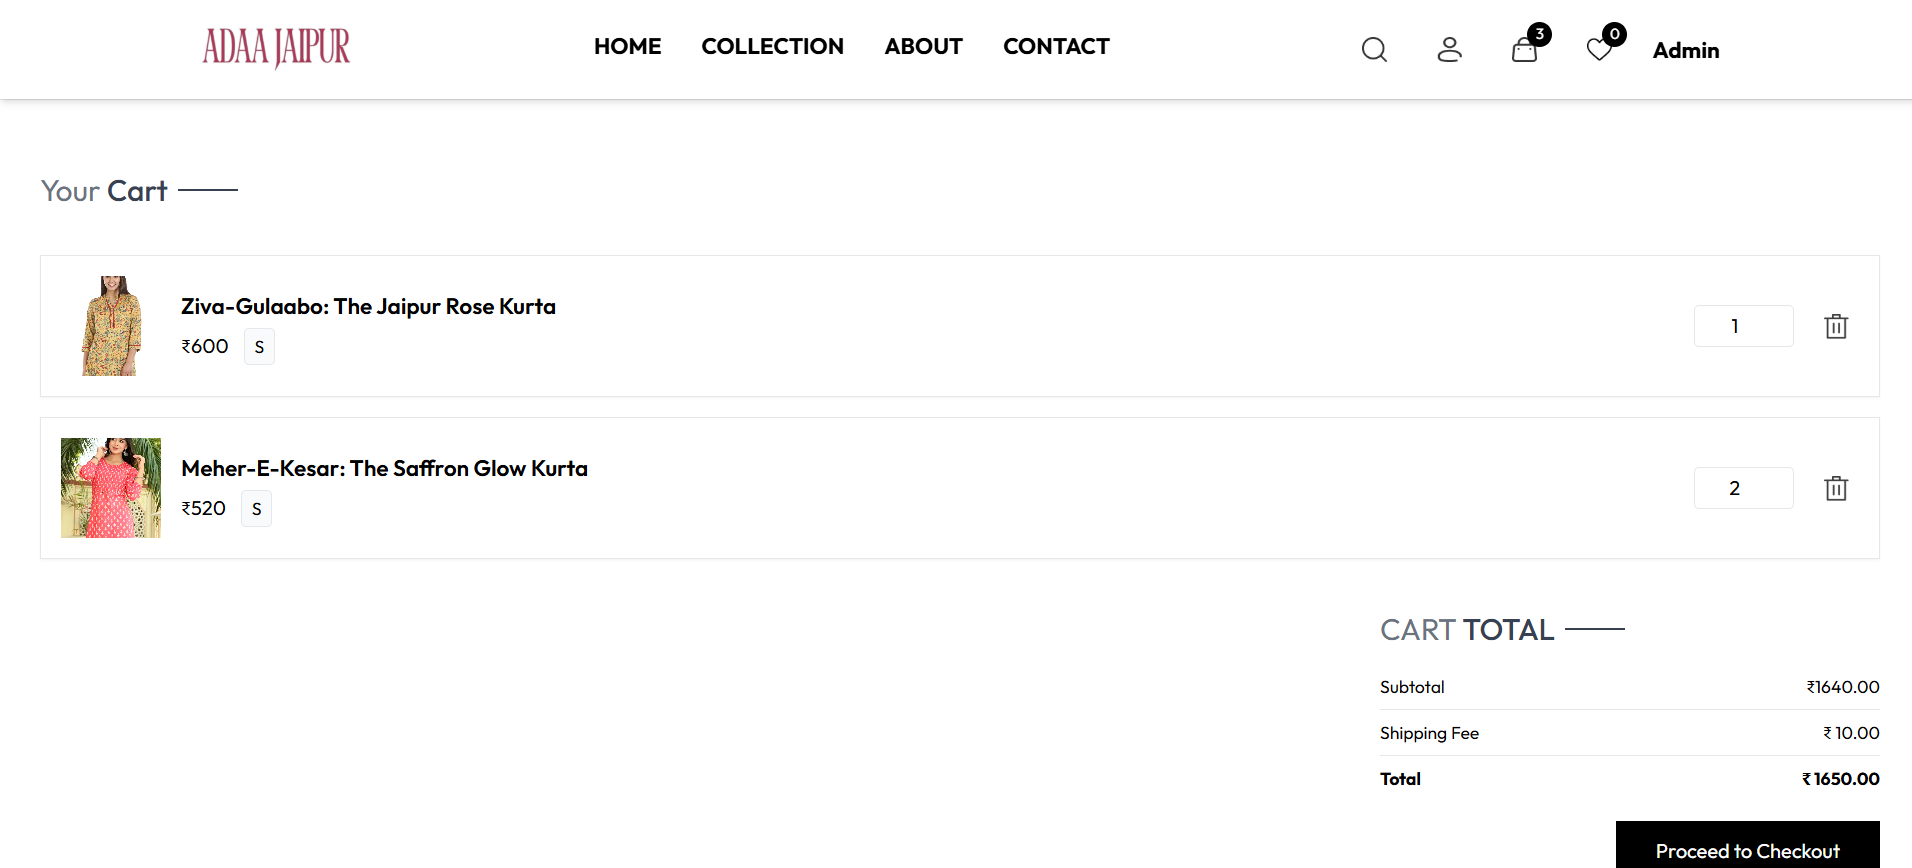 ADAA JAIPUR
HOME COLLECTION ABOUT CONTACT
3
0
Admin
Your Cart
Ziva-Gulaabo: The Jaipur Rose Kurta
₹600 S
1
Meher-E-Kesar: The Saffron Glow Kurta
₹520 S
2
CART TOTAL
Subtotal ₹1640.00
Shipping Fee ₹ 10.00
Total ₹ 1650.00
Proceed to Checkout